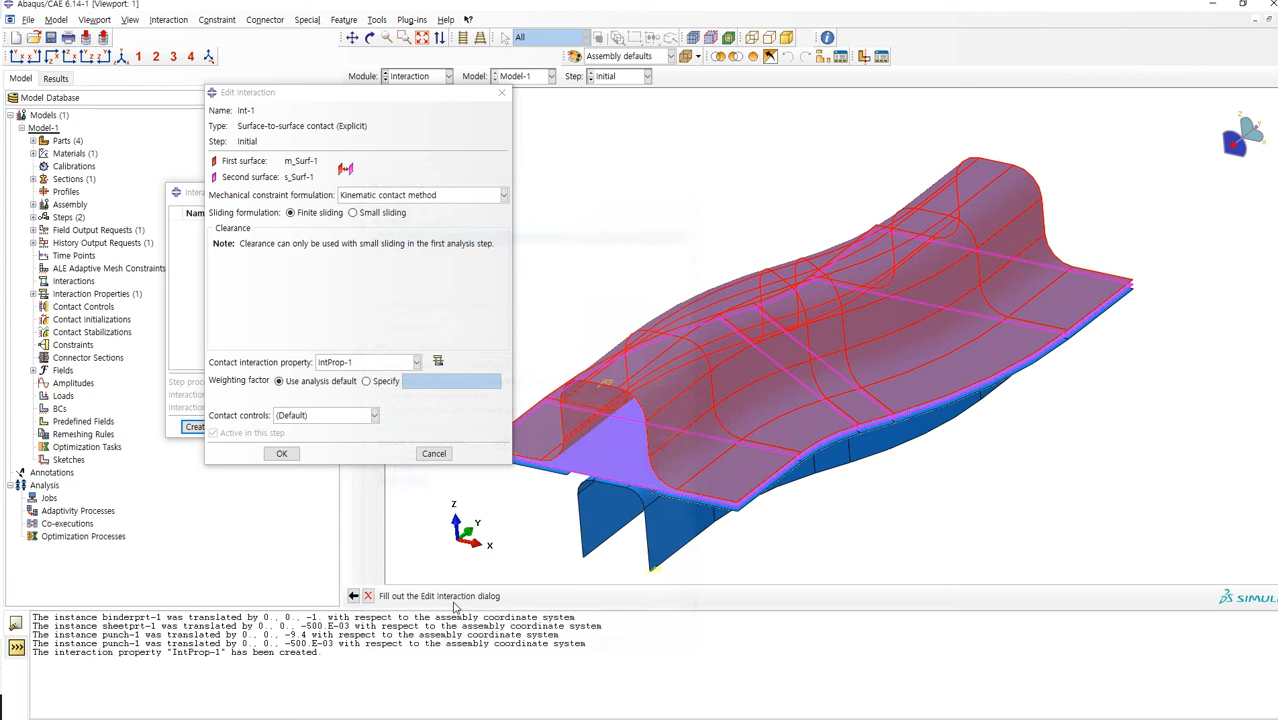 Abaqus/CAE 6.14-1 [Viewport: 1]
File Model Viewport View Interaction Constraint Connector Special Feature Tools Plug-ins Help
All
1 2 3 4
Assembly defaults
Model Results
Module: Interaction Model: Model-1 Step: Initial
Model Database
Models (1)
Model-1
Parts (4)
Materials (1)
Calibrations
Sections (1)
Profiles
Assembly
Steps (2)
Field Output Requests (1)
History Output Requests (1)
Time Points
ALE Adaptive Mesh Constraints
Interactions
Interaction Properties (1)
Contact Controls
Contact Initializations
Contact Stabilizations
Constraints
Connector Sections
Fields
Amplitudes
Loads
BCs
Predefined Fields
Remeshing Rules
Optimization Tasks
Sketches
Annotations
Analysis
Jobs
Adaptivity Processes
Co-executions
Optimization Processes
Edit Interaction
Name: Int-1
Type: Surface-to-surface contact (Explicit)
Step: Initial
First surface: m_Surf-1
Second surface: s_Surf-1
Mechanical constraint formulation: Kinematic contact method
Sliding formulation: Finite sliding Small sliding
Clearance
Note: Clearance can only be used with small sliding in the first analysis step.
Contact interaction property: IntProp-1
Weighting factor Use analysis default Specify
Contact controls: (Default)
Active in this step
OK Cancel
Z
Y
X
Fill out the Edit Interaction dialog
The instance binderprt-1 was translated by 0., 0., -1. with respect to the assembly coordinate system
The instance sheetprt-1 was translated by 0., 0., -500.E-03 with respect to the assembly coordinate system
The instance punch-1 was translated by 0., 0., -9.4 with respect to the assembly coordinate system
The instance punch-1 was translated by 0., 0., -500.E-03 with respect to the assembly coordinate system
The interaction property "IntProp-1" has been created.